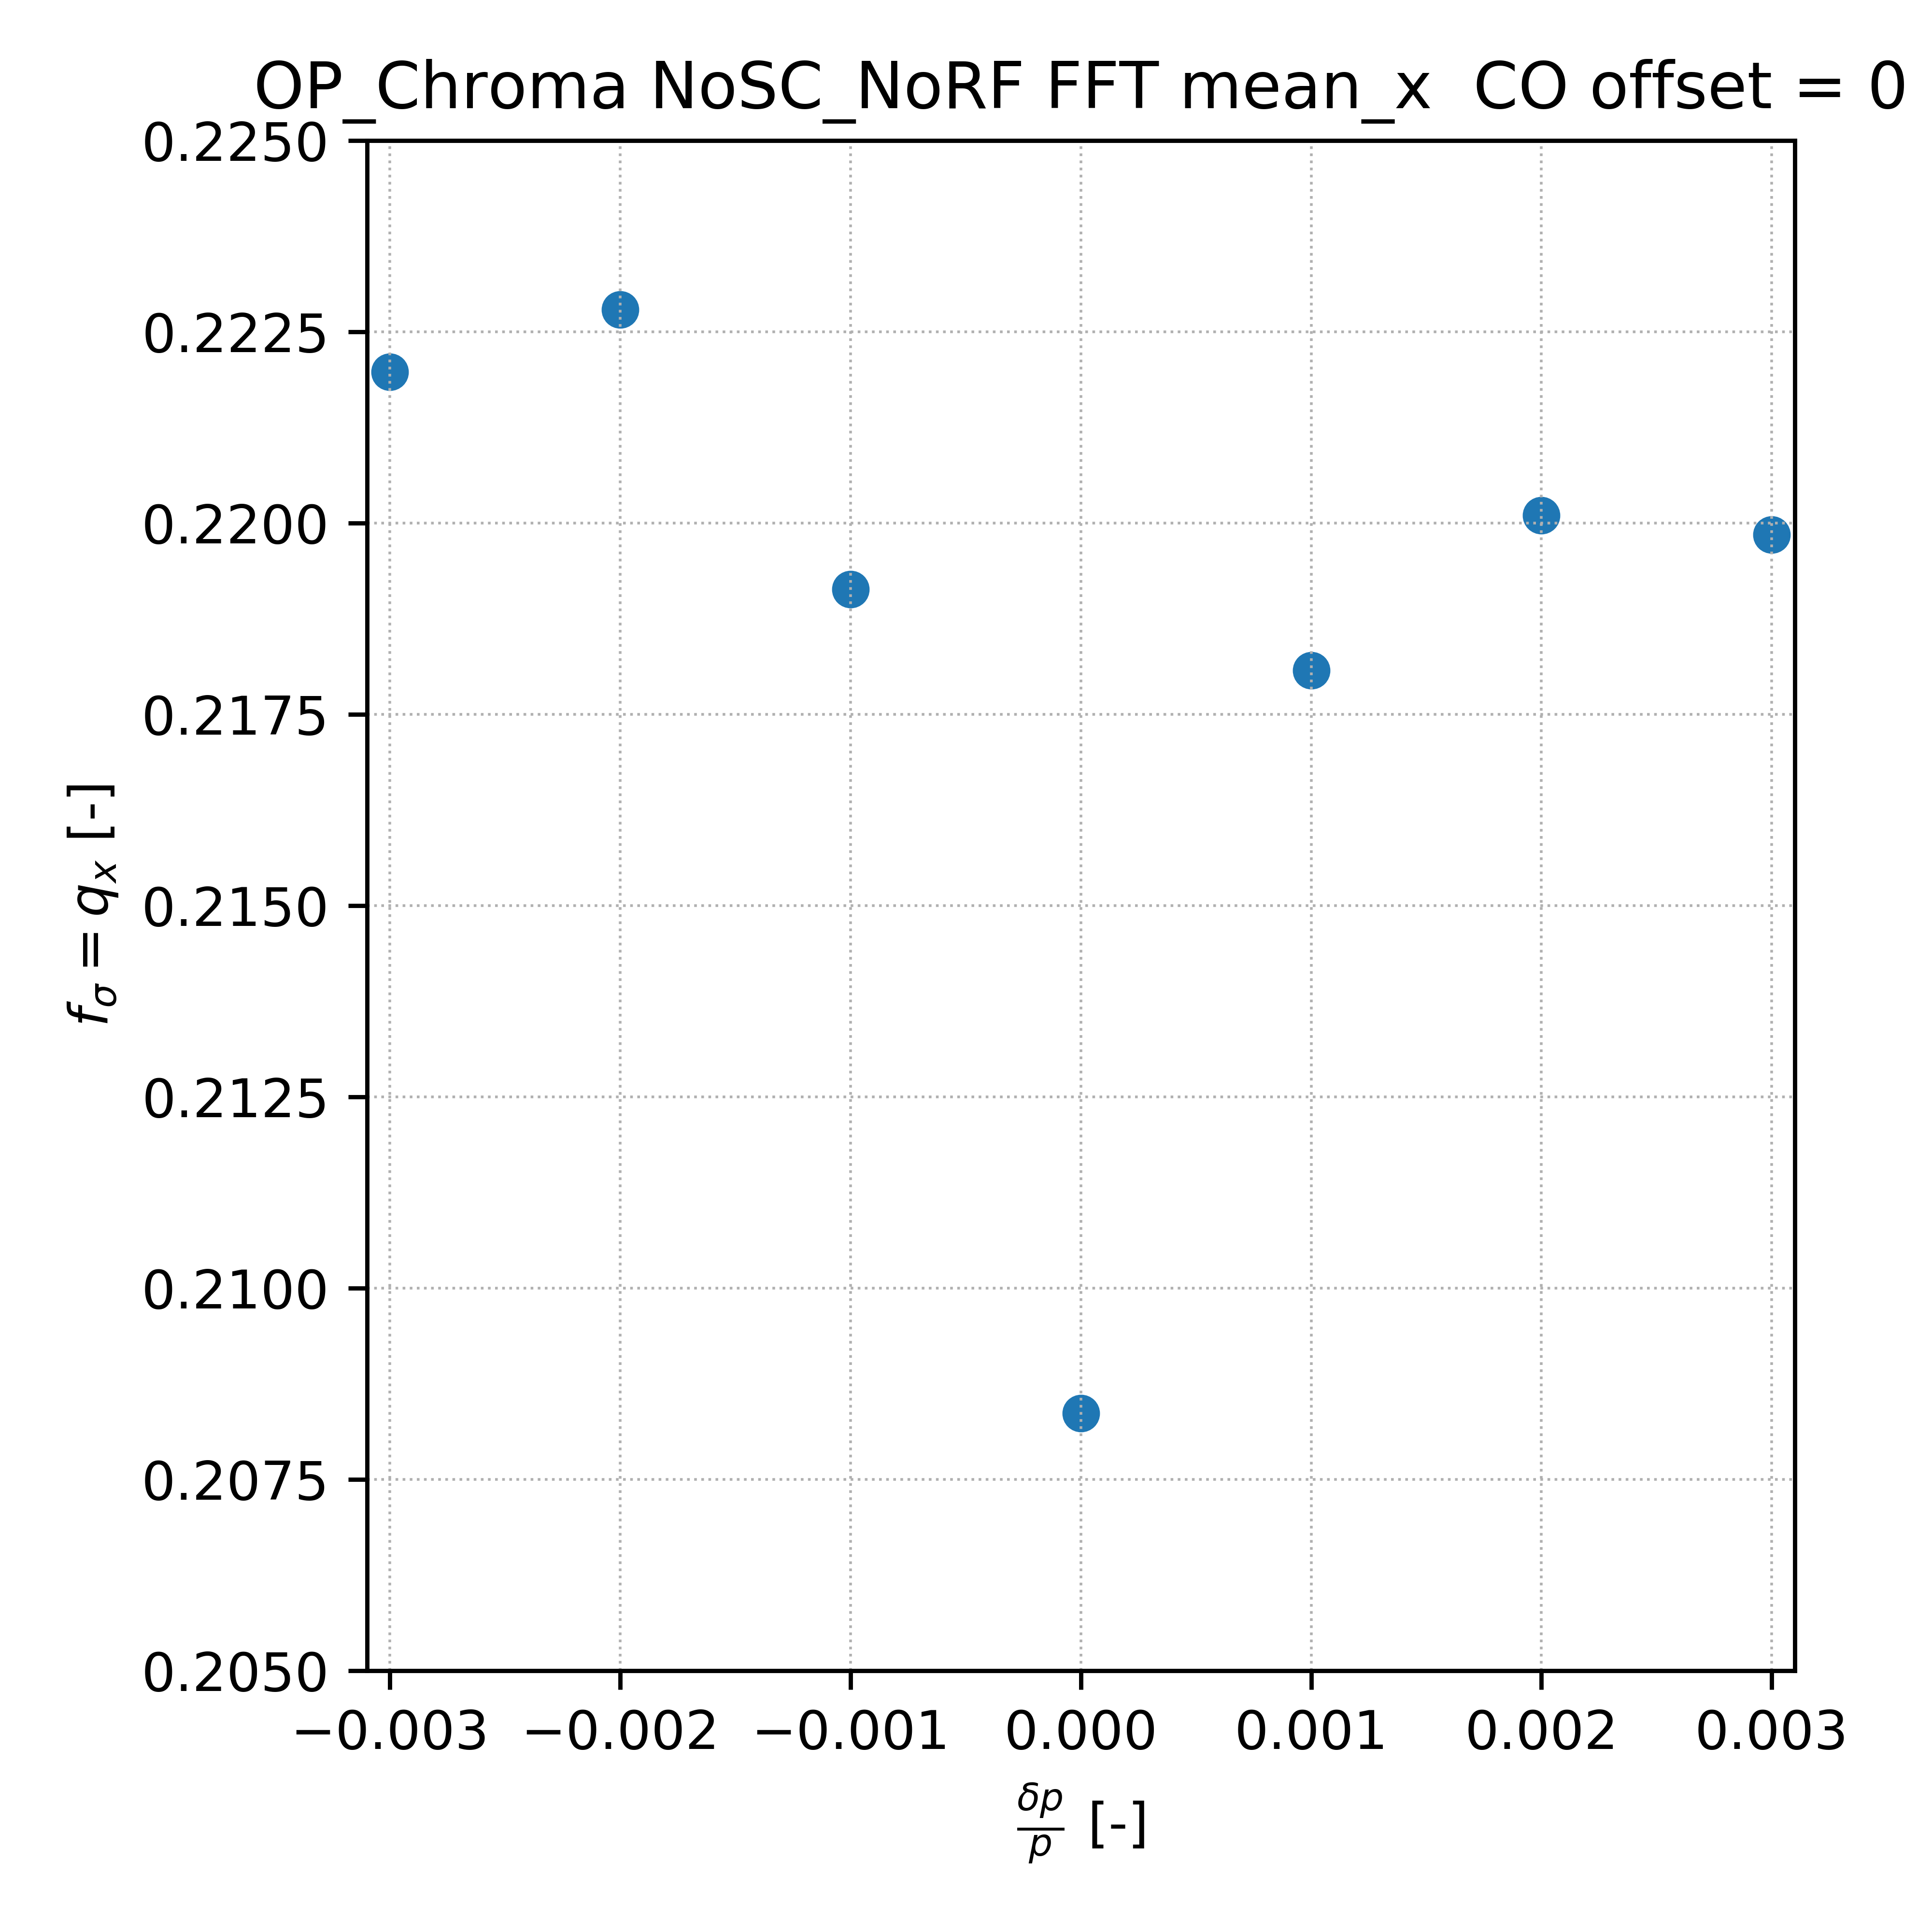 OP_Chroma NoSC_NoRF FFT mean_x  CO offset = 0
0.2250
0.2225
0.2200
0.2175
0.2150
0.2125
0.2100
0.2075
0.2050
f_σ = q_x [-]
−0.003 −0.002 −0.001 0.000 0.001 0.002 0.003
δp/p [-]